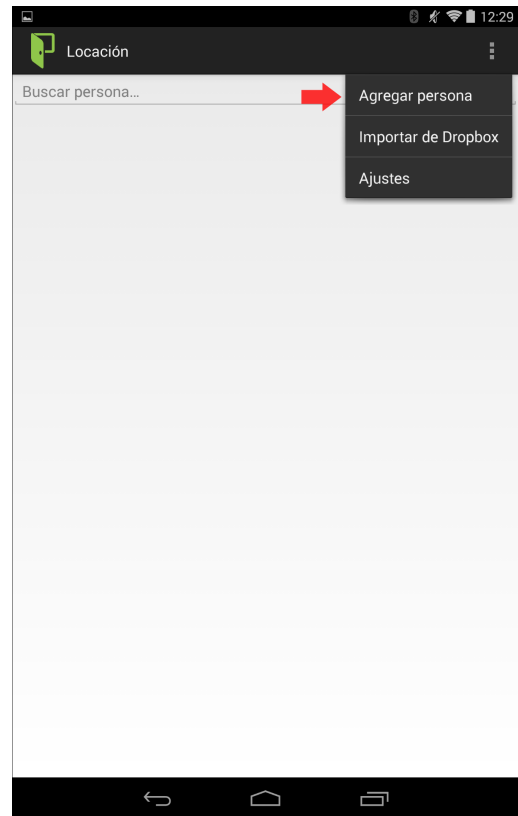 12:29
Locación
Buscar persona...
Agregar persona
Importar de Dropbox
Ajustes